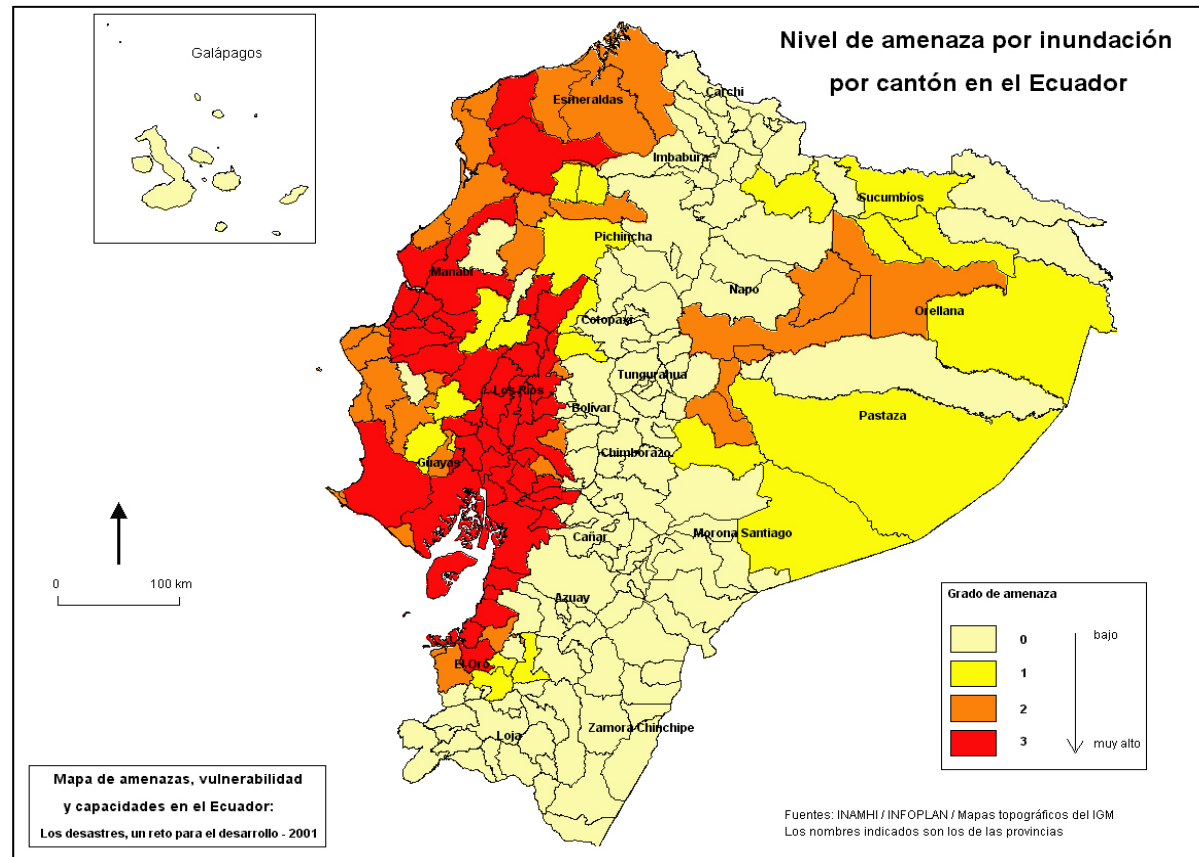 Nivel de amenaza por inundación
por cantón en el Ecuador
Galápagos
Carchi
Esmeraldas
Imbabura
Sucumbíos
Pichincha
Manabí
Napo
Orellana
Cotopaxi
Tungurahua
Los Ríos
Bolívar
Pastaza
Chimborazo
Guayas
Cañar
Morona Santiago
Azuay
El Oro
Loja
Zamora Chinchipe
0
100 km
Grado de amenaza
0
bajo
1
2
3
muy alto
Mapa de amenazas, vulnerabilidad
y capacidades en el Ecuador:
Los desastres, un reto para el desarrollo - 2001
Fuentes: INAMHI / INFOPLAN / Mapas topográficos del IGM
Los nombres indicados son los de las provincias